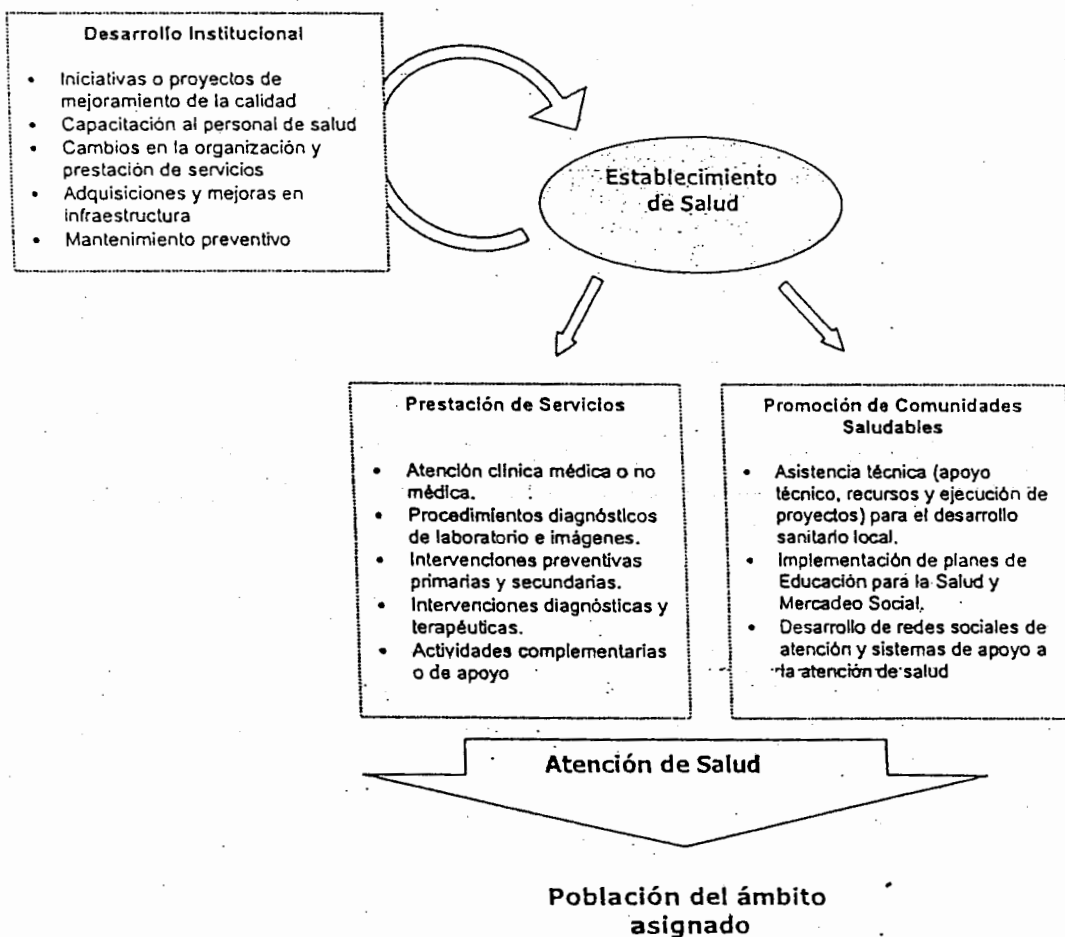 Desarrollo Institucional
• Iniciativas o proyectos de
mejoramiento de la calidad
• Capacitación al personal de salud
• Cambios en la organización y
prestación de servicios
• Adquisiciones y mejoras en
infraestructura
• Mantenimiento preventivo
Establecimiento
de Salud
Prestación de Servicios
• Atención clínica médica o no
médica.
• Procedimientos diagnósticos
de laboratorio e imágenes.
• Intervenciones preventivas
primarias y secundarias.
• Intervenciones diagnósticas y
terapéuticas.
• Actividades complementarias
o de apoyo
Promoción de Comunidades
Saludables
• Asistencia técnica (apoyo
técnico, recursos y ejecución de
proyectos) para el desarrollo
sanitario local.
• Implementación de planes de
Educación para la Salud y
Mercadeo Social.
• Desarrollo de redes sociales de
atención y sistemas de apoyo a
la atención de salud
Atención de Salud
Población del ámbito
asignado